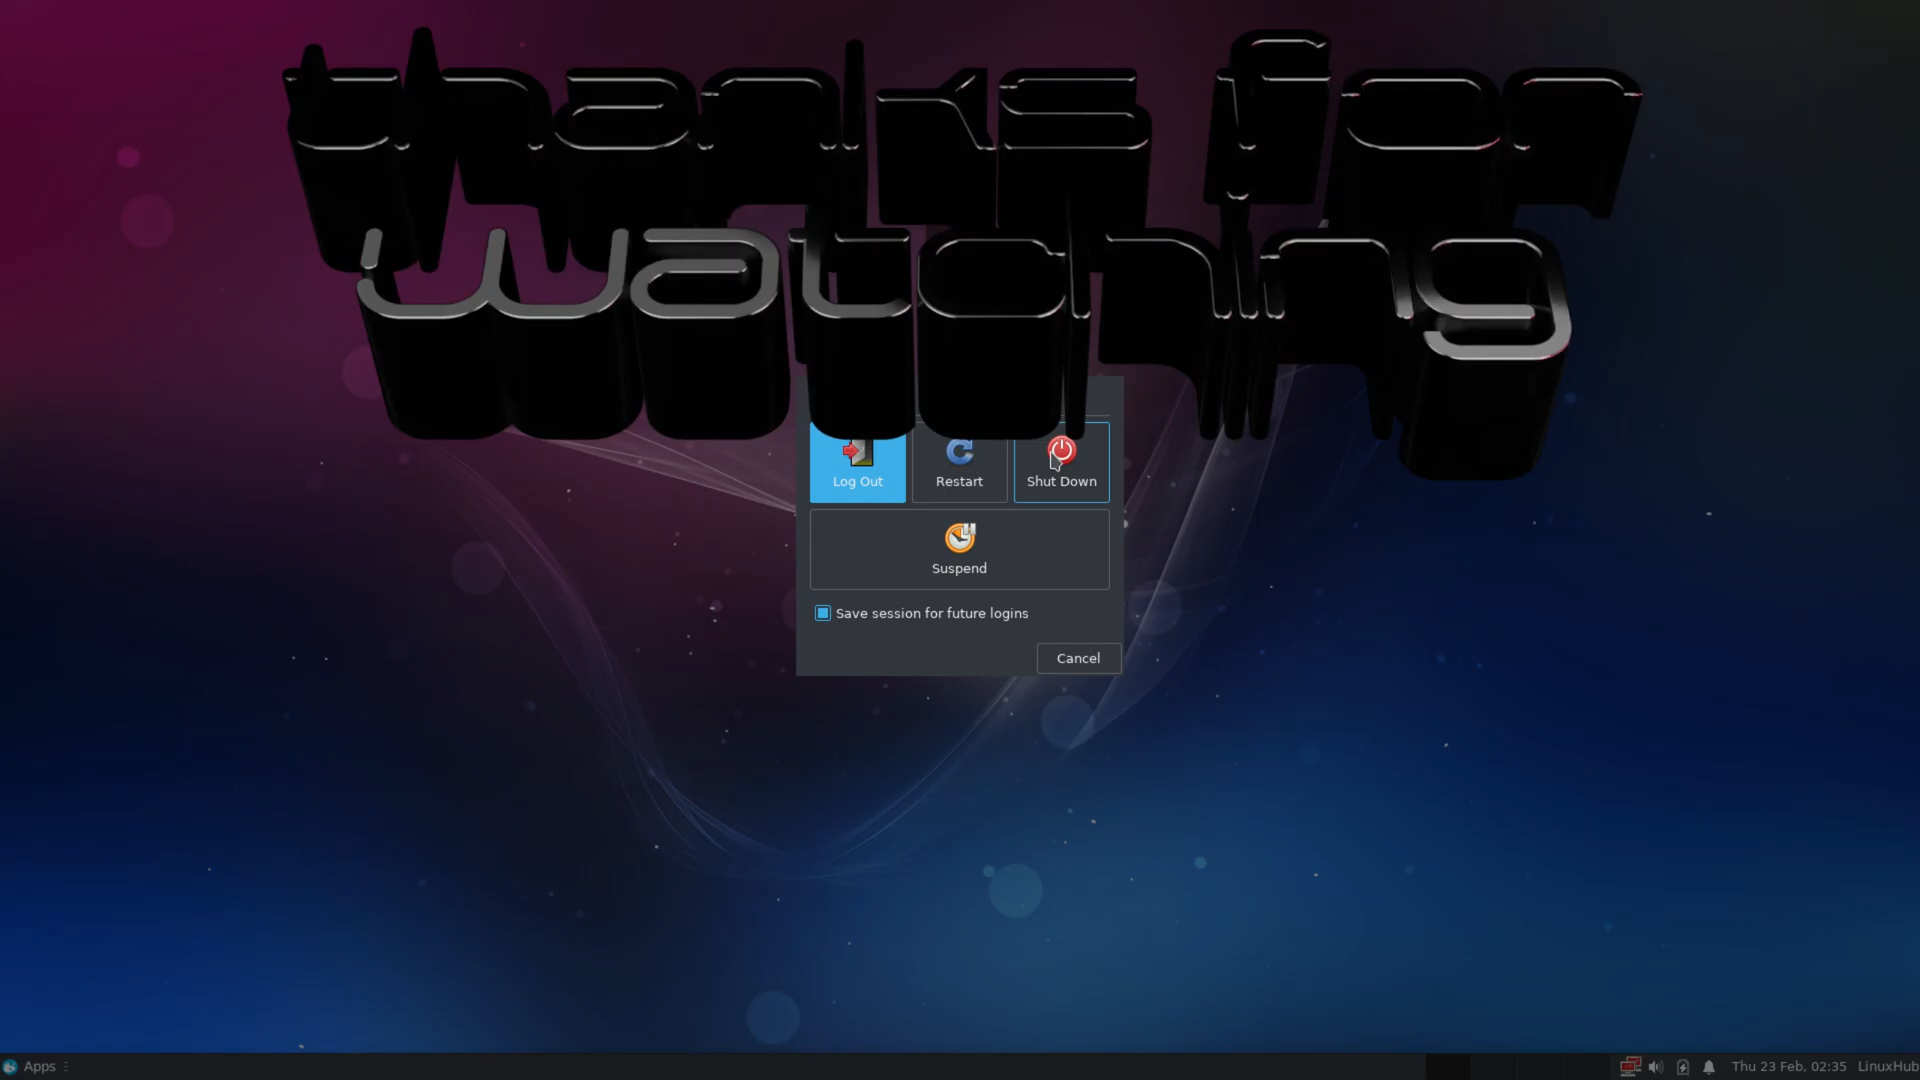 thanks for
watching
Log Out
Restart
Shut Down
Suspend
Save session for future logins
Cancel
Apps
Thu 23 Feb, 02:35
LinuxHub